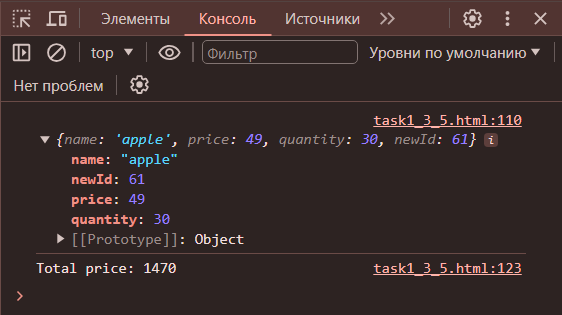 Элементы Консоль Источники
top Фильтр Уровни по умолчанию
Нет проблем
task1_3_5.html:110
{name: 'apple', price: 49, quantity: 30, newId: 61} i
name: "apple"
newId: 61
price: 49
quantity: 30
[[Prototype]]: Object
Total price: 1470 task1_3_5.html:123